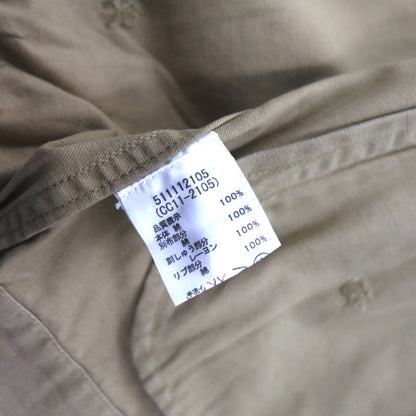 511112105
(CC11-2105)
品質表示
本体 綿 100%
別布部分
綿 100%
刺しゅう部分
レーヨン 100%
リブ部分
綿 100%